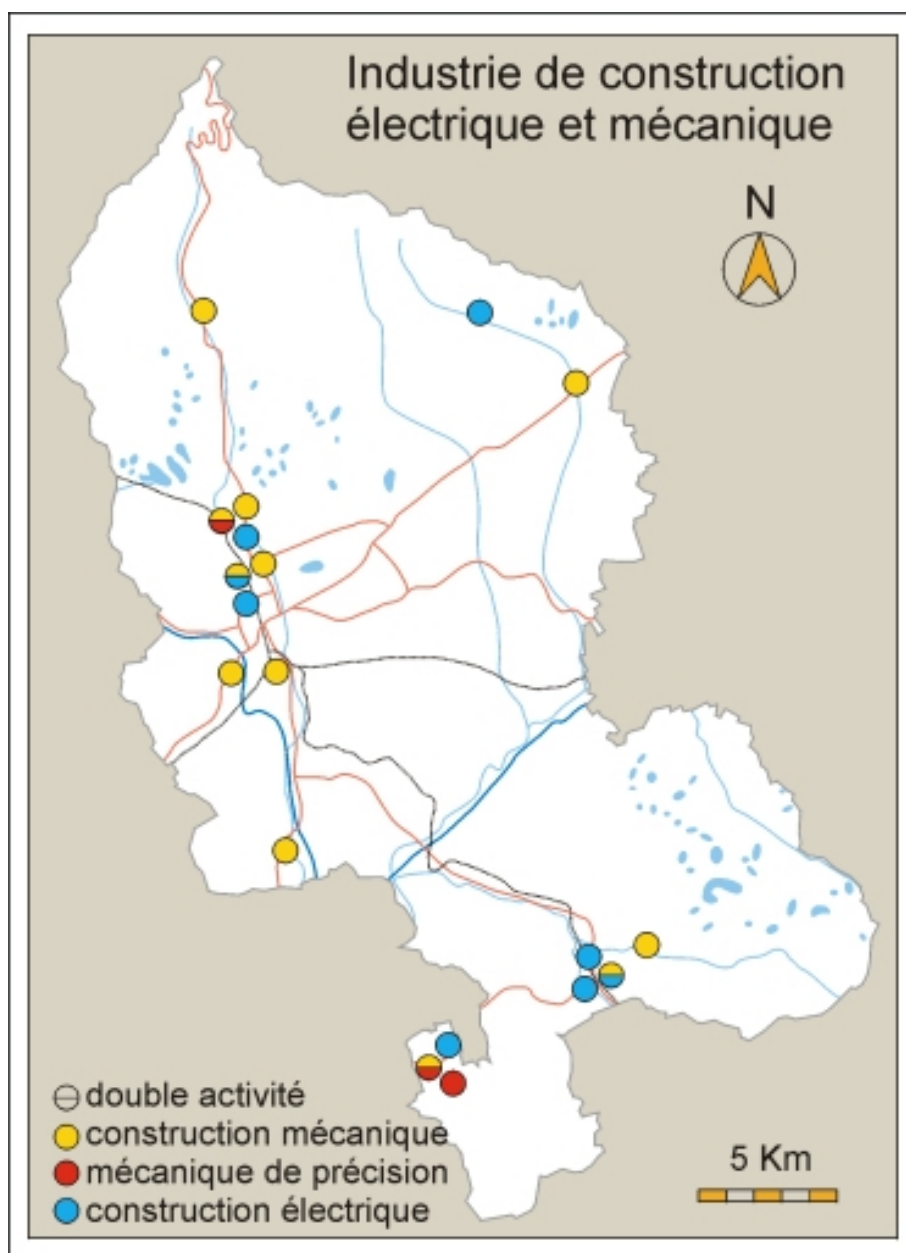 Industrie de construction
électrique et mécanique
N
double activité
construction mécanique
mécanique de précision
construction électrique
5 Km